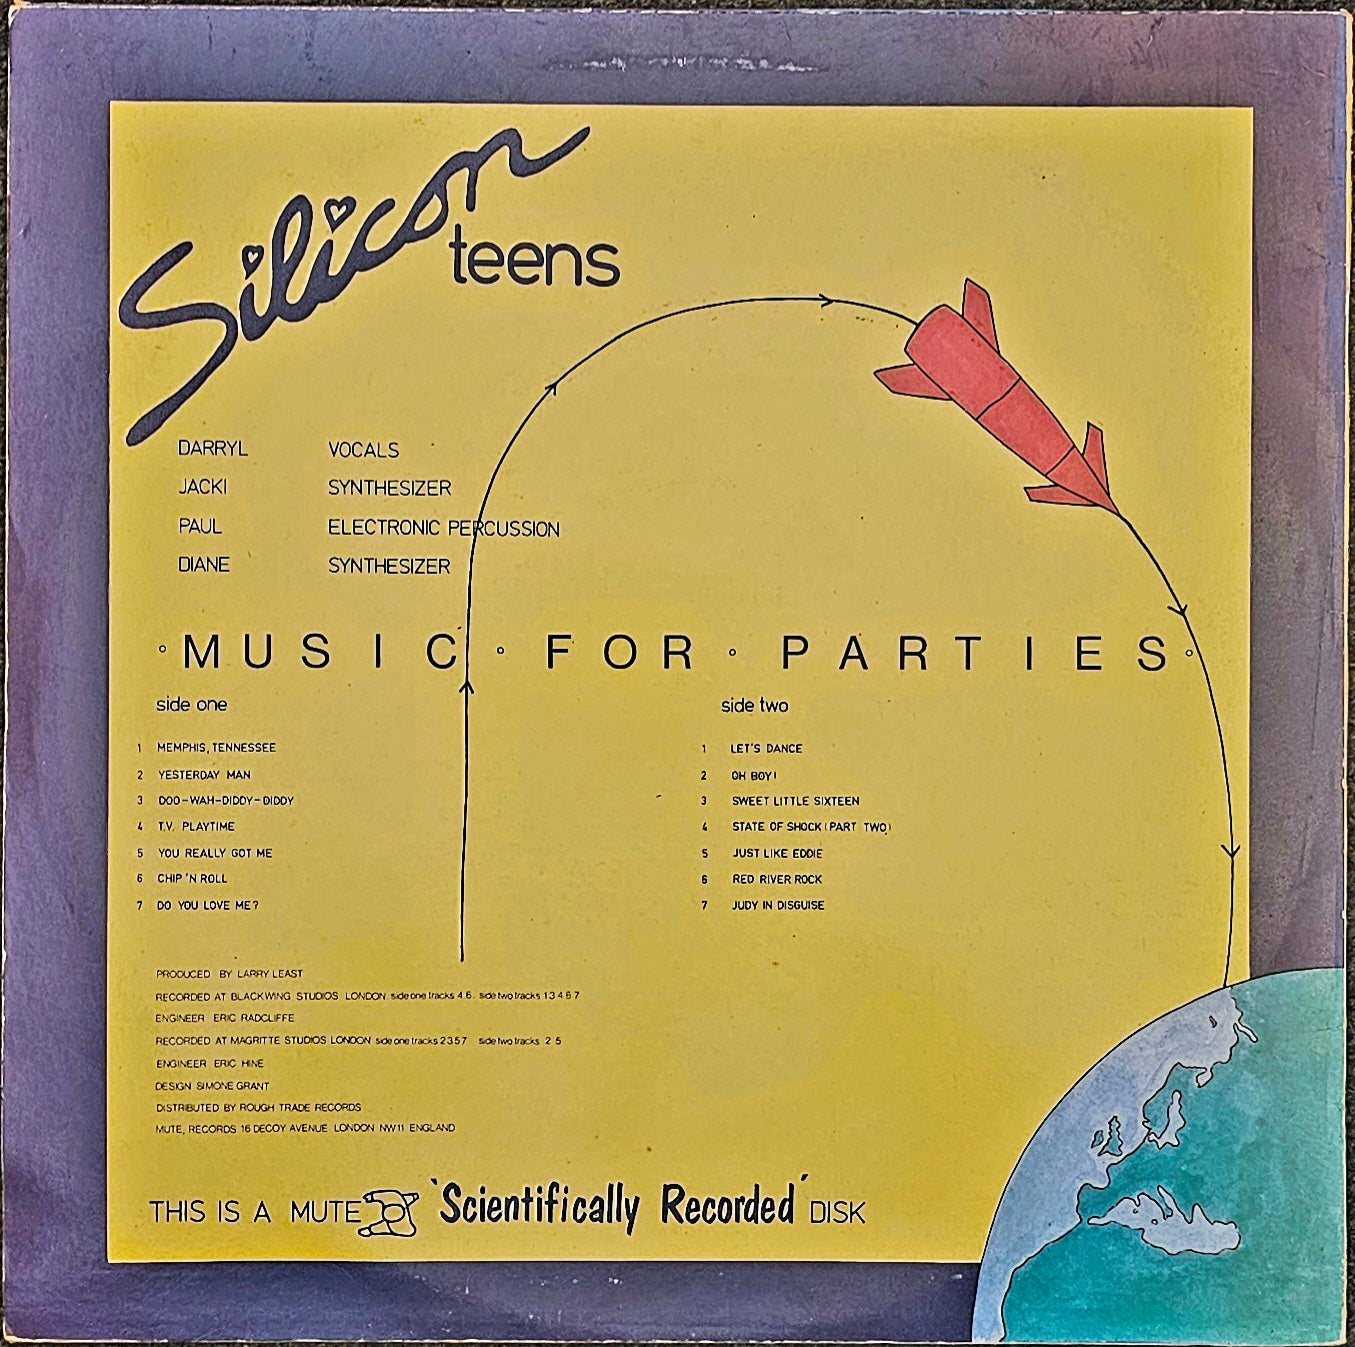 Silicon
teens
DARRYL VOCALS
JACKI SYNTHESIZER
PAUL ELECTRONIC PERCUSSION
DIANE SYNTHESIZER
◦MUSIC◦FOR◦PARTIES◦
side one
1 MEMPHIS, TENNESSEE
2 YESTERDAY MAN
3 DOO-WAH-DIDDY-DIDDY
4 T.V. PLAYTIME
5 YOU REALLY GOT ME
6 CHIP 'N ROLL
7 DO YOU LOVE ME?
side two
1 LET'S DANCE
2 OH BOY!
3 SWEET LITTLE SIXTEEN
4 STATE OF SHOCK (PART TWO)
5 JUST LIKE EDDIE
6 RED RIVER ROCK
7 JUDY IN DISGUISE
PRODUCED BY LARRY LEAST
RECORDED AT BLACKWING STUDIOS LONDON side one tracks 4.6. side two tracks 1 3 4 6 7
ENGINEER ERIC RADCLIFFE
RECORDED AT MAGRITTE STUDIOS LONDON side one tracks 2 3 5 7 side two tracks 2 5
ENGINEER ERIC HINE
DESIGN SIMONE GRANT
DISTRIBUTED BY ROUGH TRADE RECORDS
MUTE, RECORDS 16 DECOY AVENUE LONDON NW11 ENGLAND
THIS IS A MUTE 'Scientifically Recorded' DISK